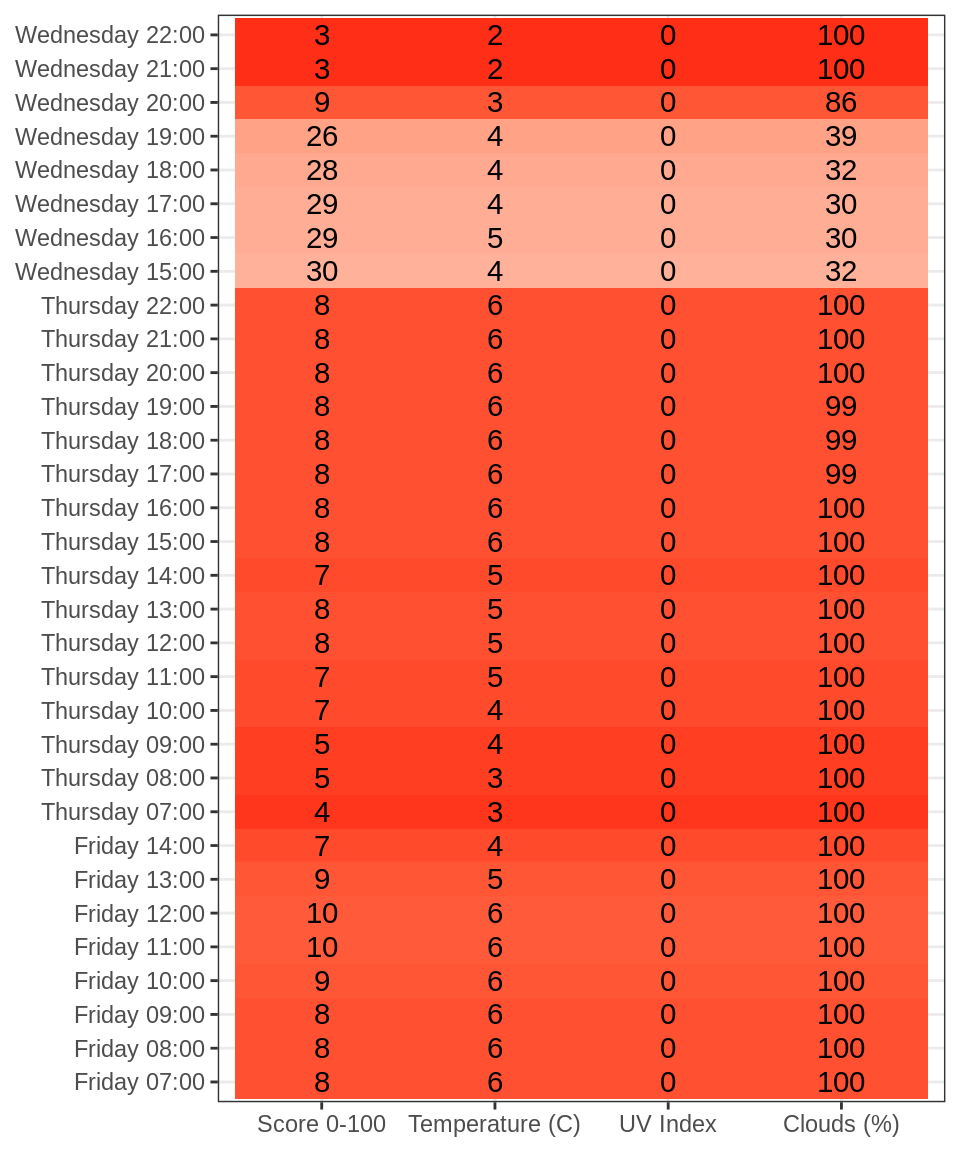 Wednesday 22:00 3 2 0 100
Wednesday 21:00 3 2 0 100
Wednesday 20:00 9 3 0 86
Wednesday 19:00 26 4 0 39
Wednesday 18:00 28 4 0 32
Wednesday 17:00 29 4 0 30
Wednesday 16:00 29 5 0 30
Wednesday 15:00 30 4 0 32
Thursday 22:00 8 6 0 100
Thursday 21:00 8 6 0 100
Thursday 20:00 8 6 0 100
Thursday 19:00 8 6 0 99
Thursday 18:00 8 6 0 99
Thursday 17:00 8 6 0 99
Thursday 16:00 8 6 0 100
Thursday 15:00 8 6 0 100
Thursday 14:00 7 5 0 100
Thursday 13:00 8 5 0 100
Thursday 12:00 8 5 0 100
Thursday 11:00 7 5 0 100
Thursday 10:00 7 4 0 100
Thursday 09:00 5 4 0 100
Thursday 08:00 5 3 0 100
Thursday 07:00 4 3 0 100
Friday 14:00 7 4 0 100
Friday 13:00 9 5 0 100
Friday 12:00 10 6 0 100
Friday 11:00 10 6 0 100
Friday 10:00 9 6 0 100
Friday 09:00 8 6 0 100
Friday 08:00 8 6 0 100
Friday 07:00 8 6 0 100
Score 0-100 Temperature (C) UV Index Clouds (%)